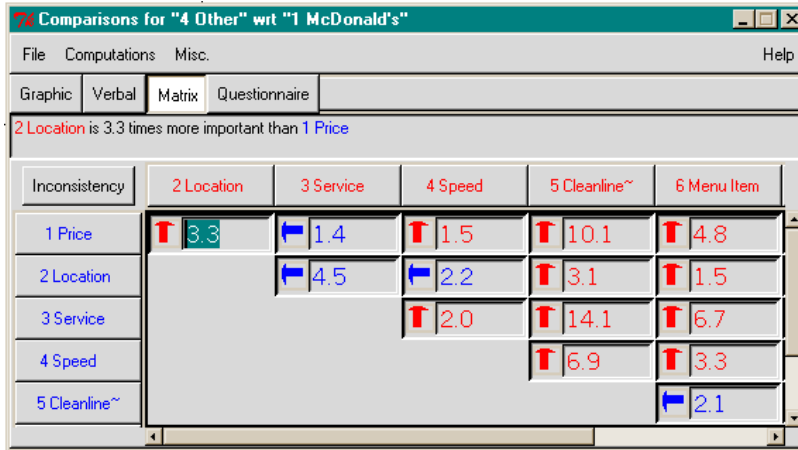 Comparisons for "4 Other" wrt "1 McDonald's"
File Computations Misc. Help
Graphic Verbal Matrix Questionnaire
2 Location is 3.3 times more important than 1 Price
Inconsistency 2 Location 3 Service 4 Speed 5 Cleanline~ 6 Menu Item
1 Price 3.3 1.4 1.5 10.1 4.8
2 Location 4.5 2.2 3.1 1.5
3 Service 2.0 14.1 6.7
4 Speed 6.9 3.3
5 Cleanline~ 2.1